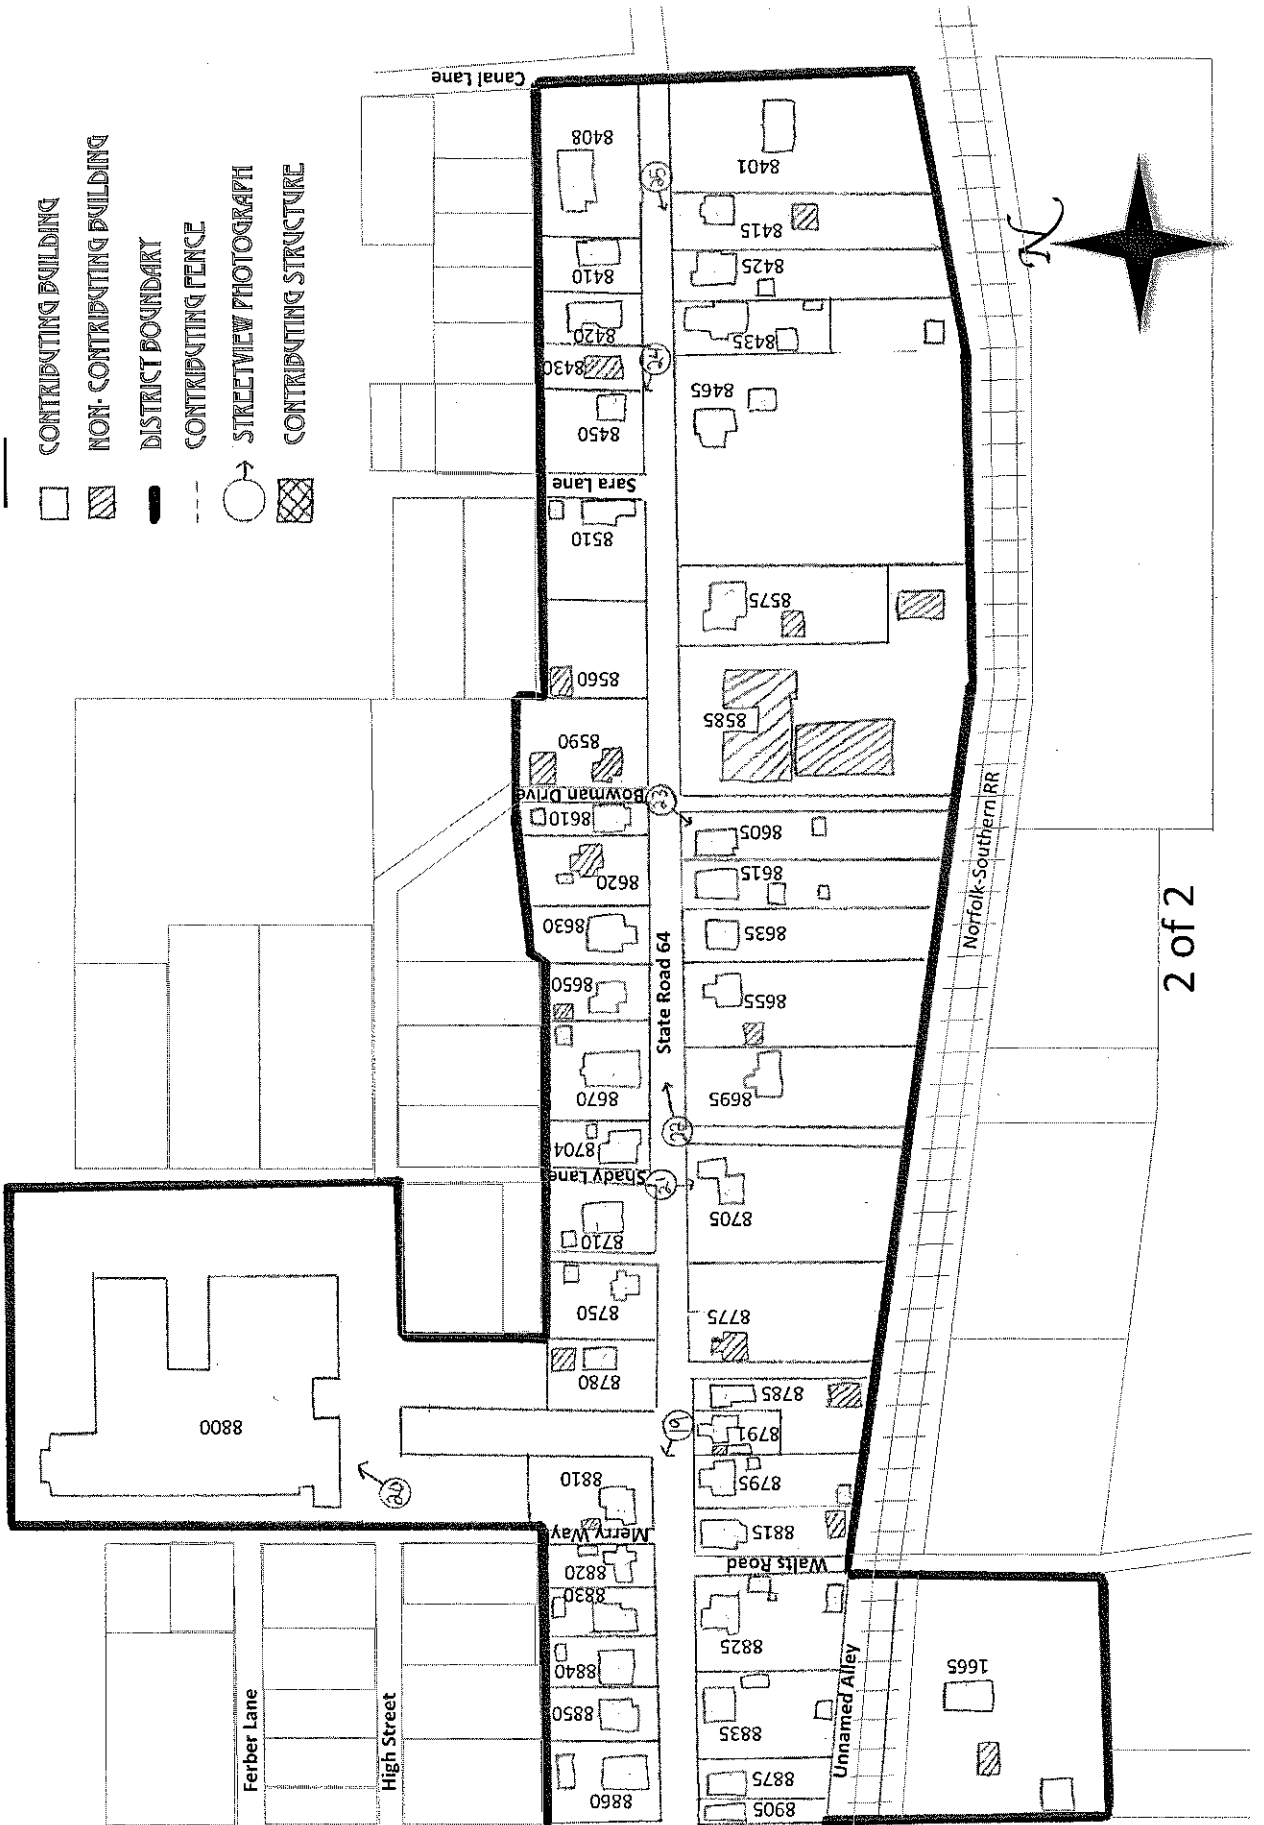 CONTRIBUTING BUILDING
NON-CONTRIBUTING BUILDING
DISTRICT BOUNDARY
CONTRIBUTING FENCE
STREETVIEW PHOTOGRAPH
CONTRIBUTING STRUCTURE
Canal Lane
8408
8410
8420
8430
8450
Sara Lane
8510
8560
8590
Bowman Drive
8610
8620
8630
8650
8670
8704
Shady Lane
8710
8750
8780
8800
8810
Merry Way
8820
8830
8840
8850
8860
Ferber Lane
High Street
State Road 64
25
24
23
22
21
20
19
8401
8415
8425
8435
8465
8575
8585
8605
8615
8635
8655
8695
8705
8775
8785
8791
8795
8815
Walts Road
8825
8835
8875
8905
Unnamed Alley
1665
Norfolk-Southern RR
N
2 of 2